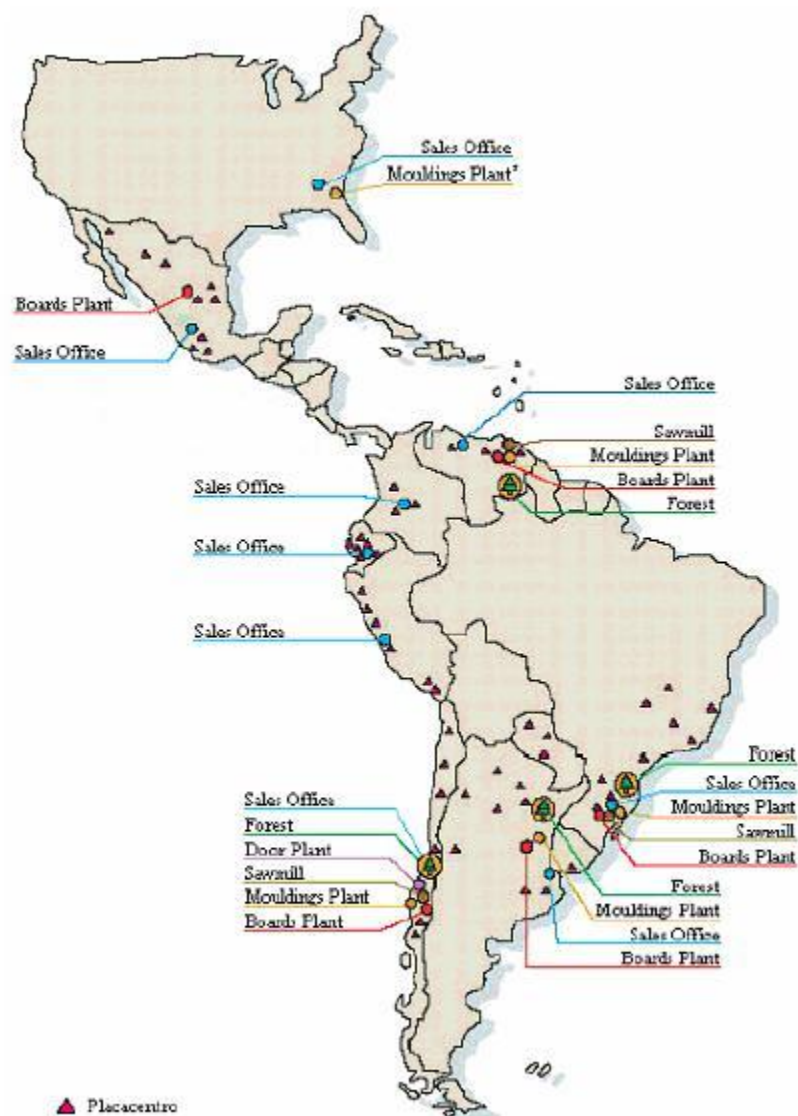 Sales Office
Mouldings Plant*
Boards Plant
Sales Office
Sales Office
Sawmill
Mouldings Plant
Boards Plant
Forest
Sales Office
Sales Office
Sales Office
Forest
Sales Office
Mouldings Plant
Sawmill
Boards Plant
Sales Office
Forest
Door Plant
Sawmill
Mouldings Plant
Boards Plant
Forest
Mouldings Plant
Sales Office
Boards Plant
Placacentro